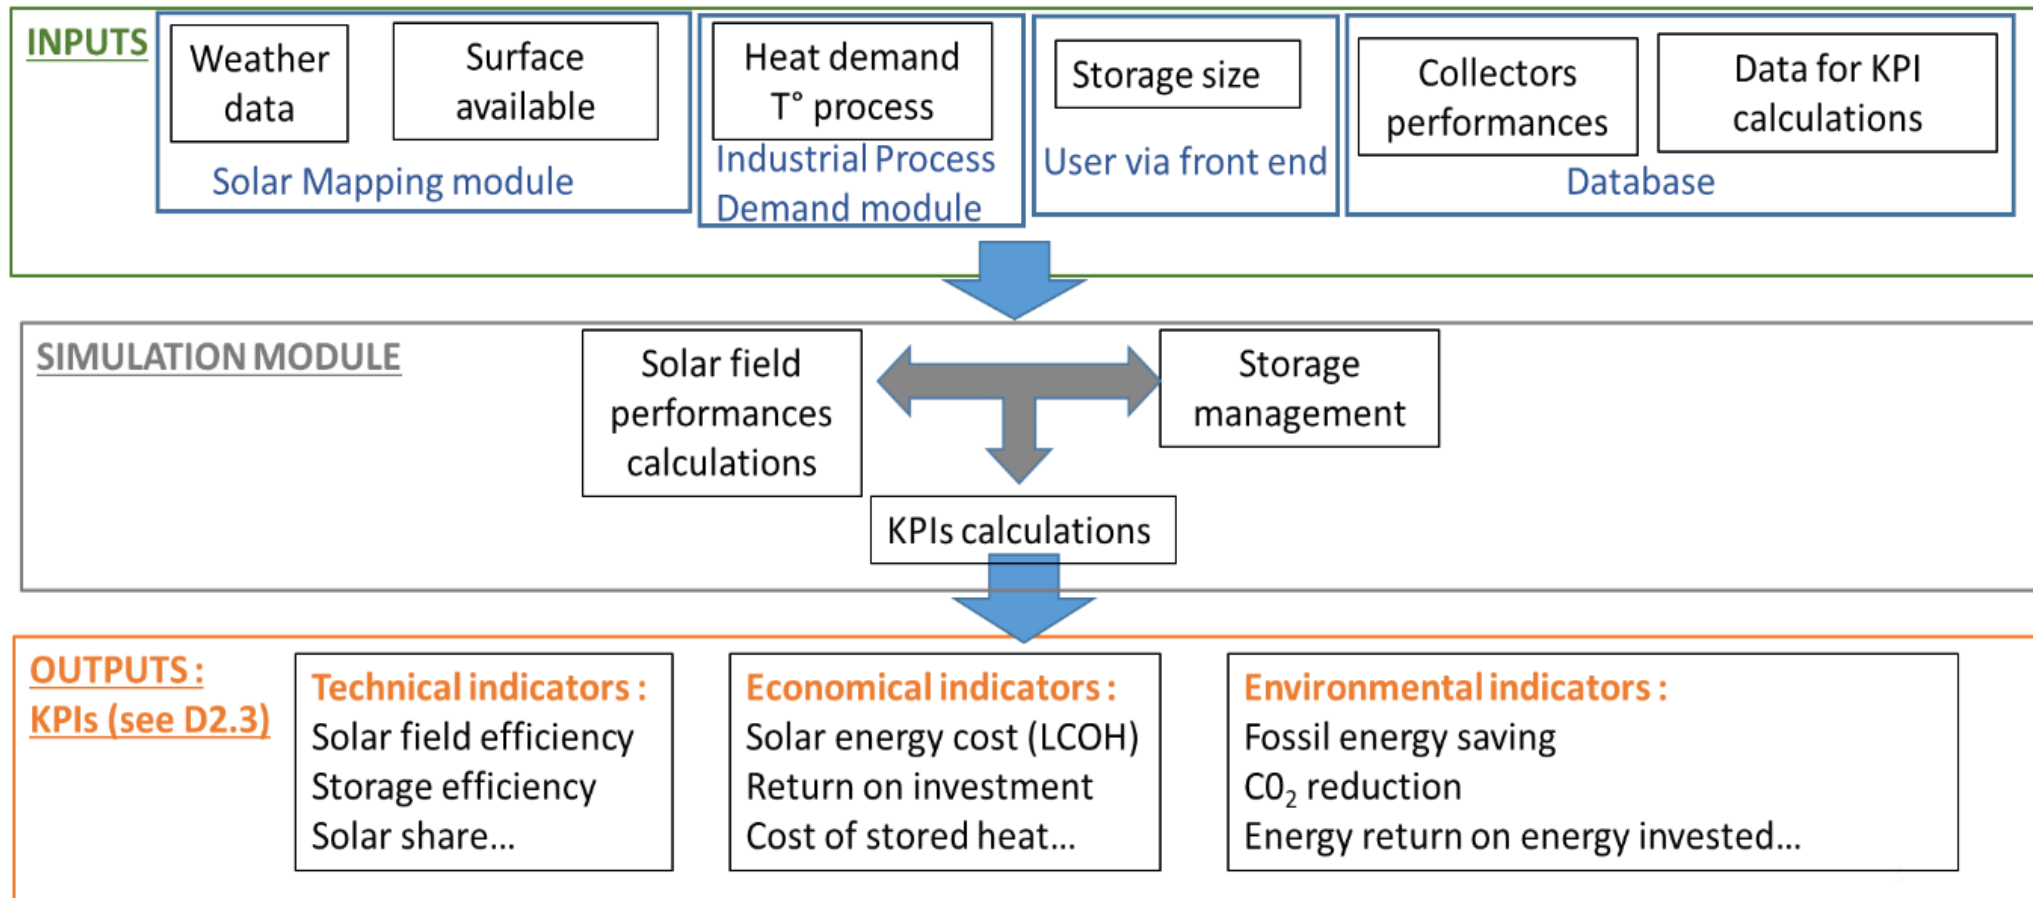 INPUTS
Weather
data
Surface
available
Solar Mapping module
Heat demand
T° process
Industrial Process
Demand module
Storage size
User via front end
Collectors
performances
Data for KPI
calculations
Database
SIMULATION MODULE
Solar field
performances
calculations
Storage
management
KPIs calculations
OUTPUTS :
KPIs (see D2.3)
Technical indicators :
Solar field efficiency
Storage efficiency
Solar share...
Economical indicators :
Solar energy cost (LCOH)
Return on investment
Cost of stored heat...
Environmental indicators :
Fossil energy saving
C0₂ reduction
Energy return on energy invested...